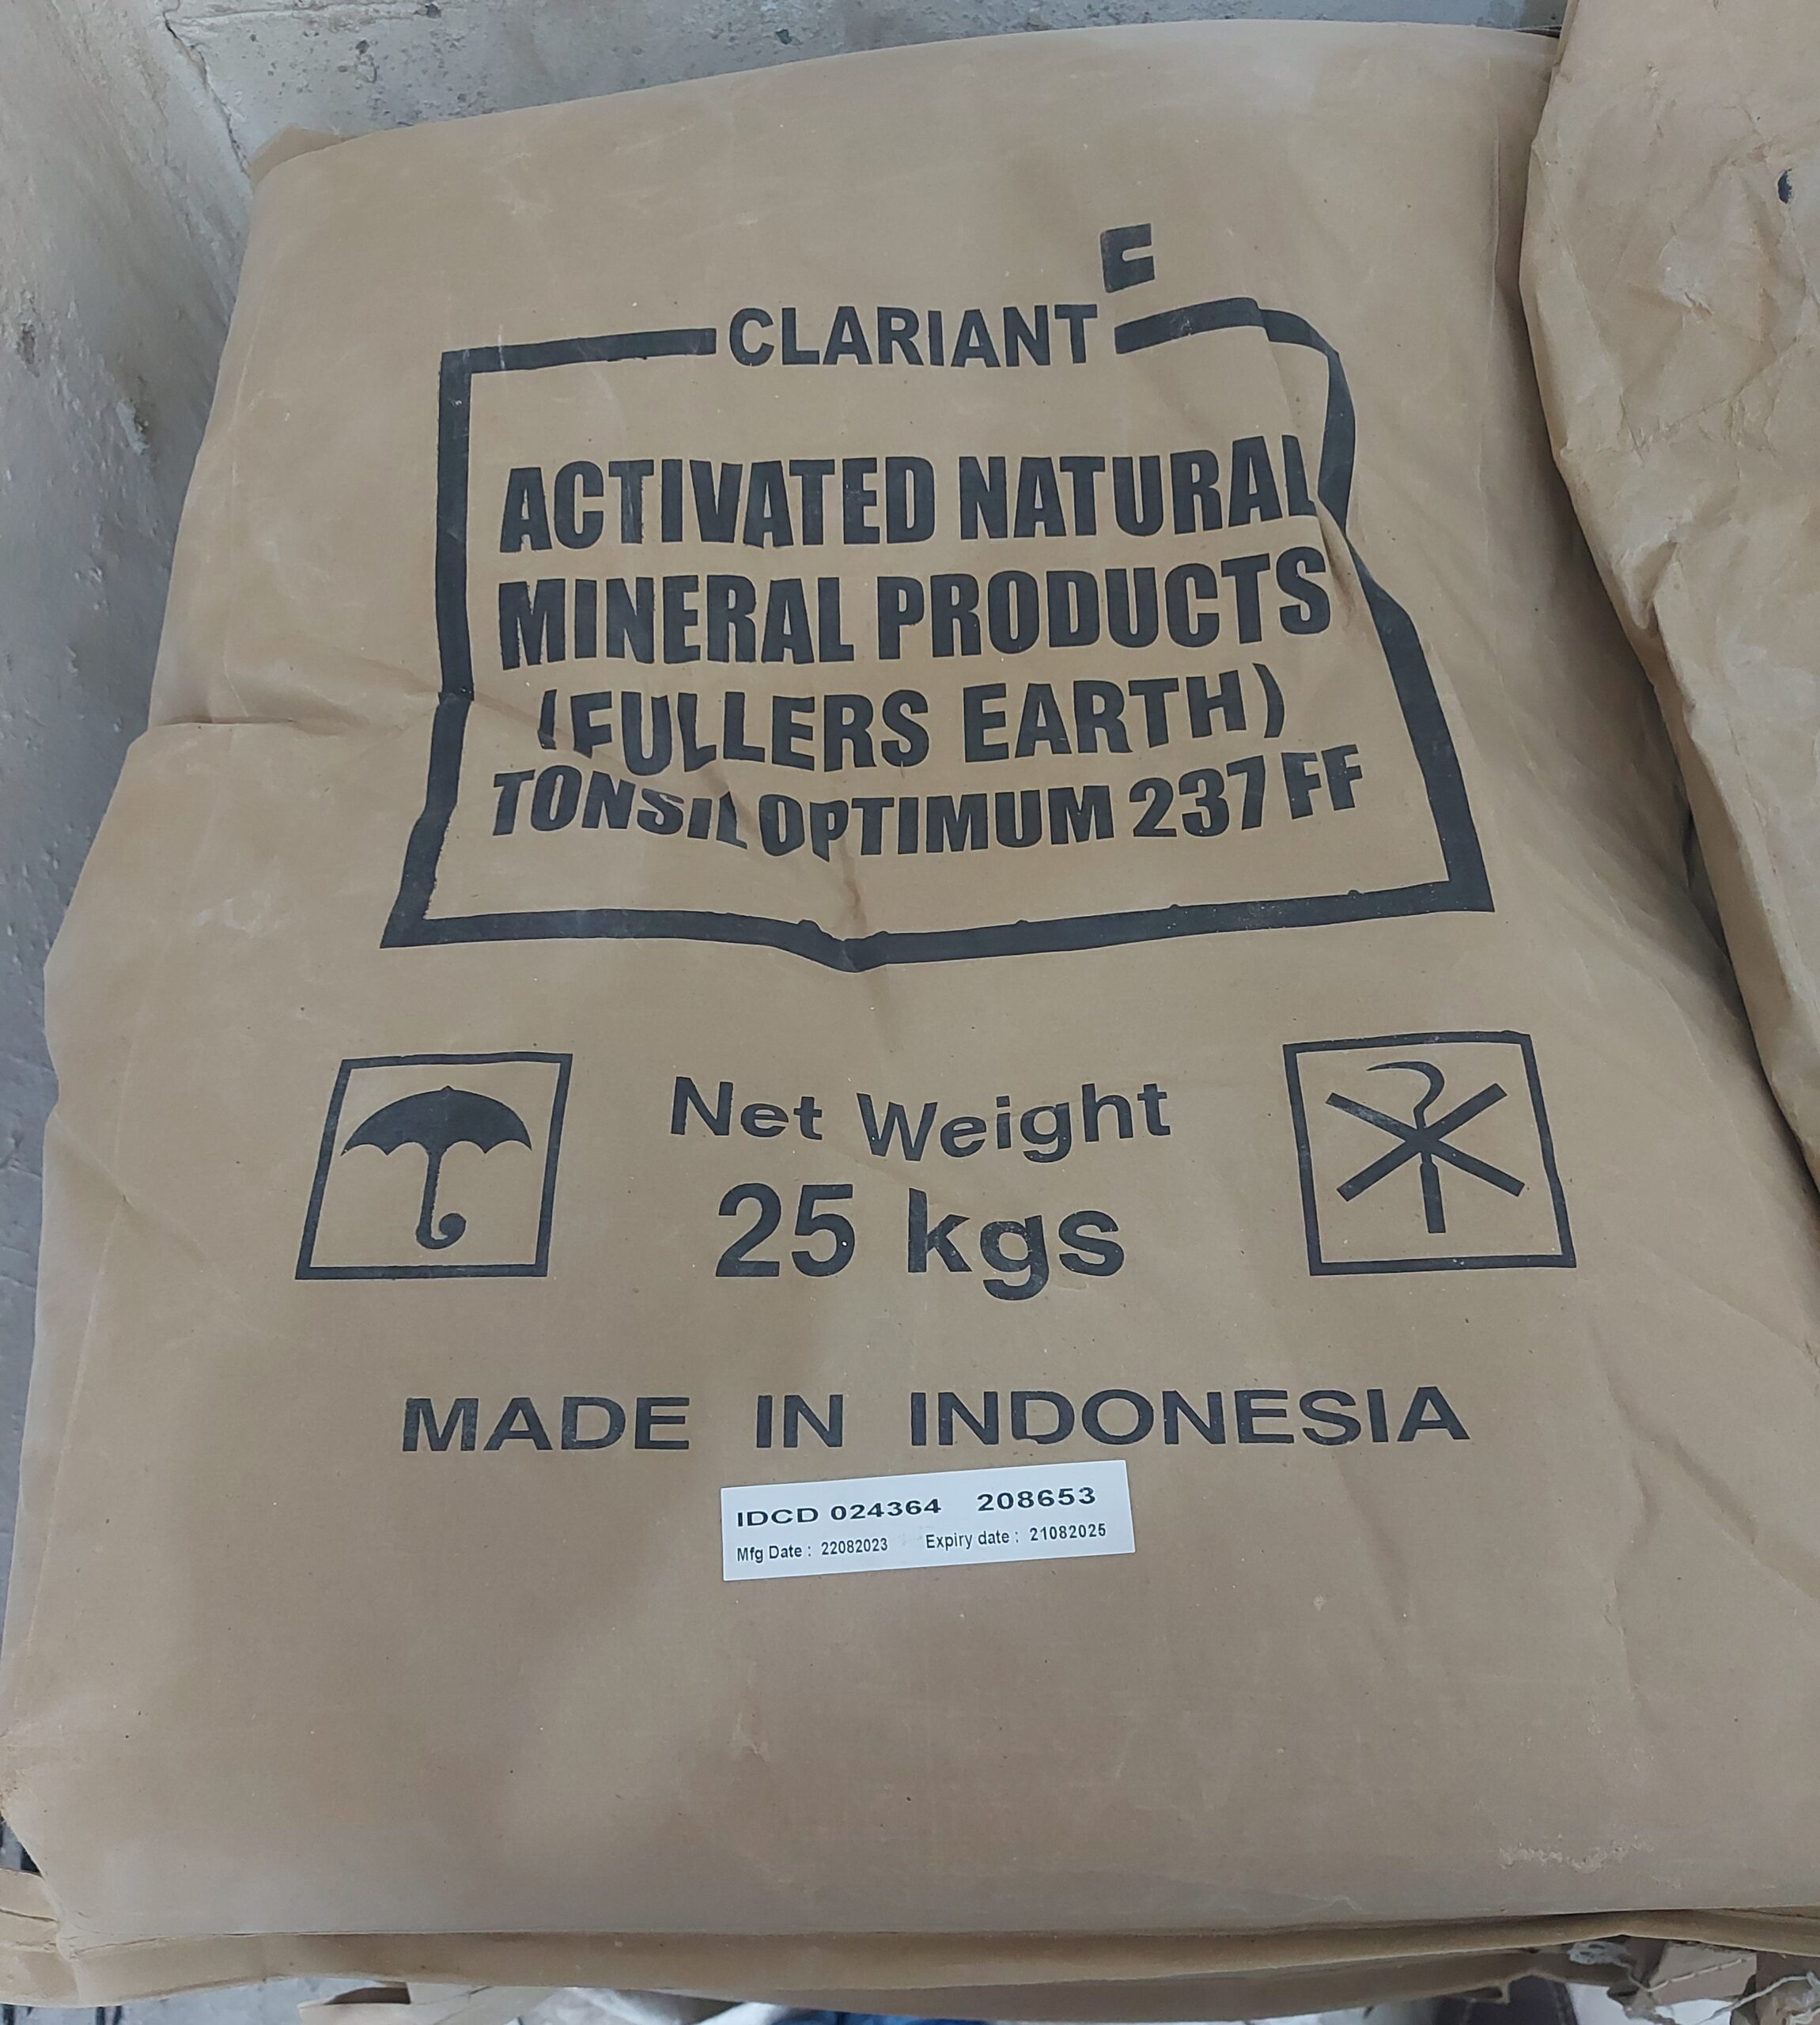 CLARIANT
ACTIVATED NATURAL
MINERAL PRODUCTS
(FULLERS EARTH)
TONSIL OPTIMUM 237 FF
Net Weight
25 kgs
MADE IN INDONESIA
IDCD 024364 208653
Mfg Date : 22082023 Expiry date : 21082025